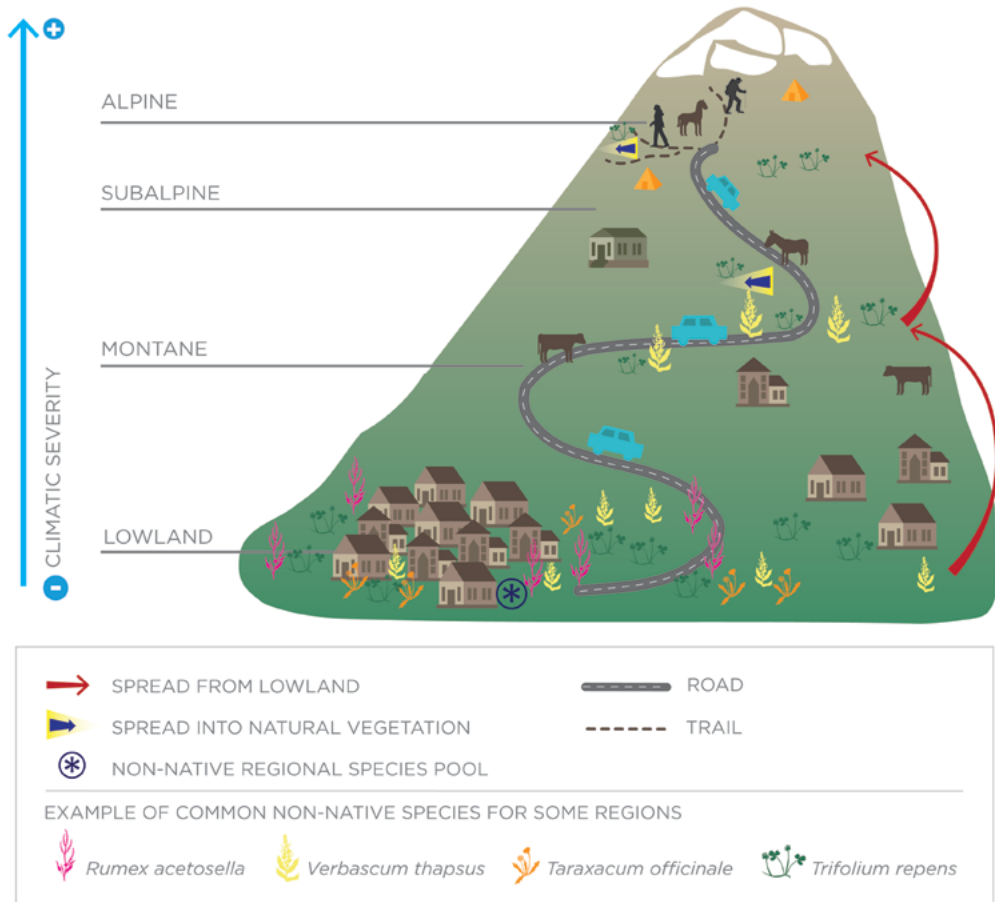 ALPINE
SUBALPINE
MONTANE
LOWLAND
CLIMATIC SEVERITY
SPREAD FROM LOWLAND
ROAD
SPREAD INTO NATURAL VEGETATION
TRAIL
NON-NATIVE REGIONAL SPECIES POOL
EXAMPLE OF COMMON NON-NATIVE SPECIES FOR SOME REGIONS
Rumex acetosella
Verbascum thapsus
Taraxacum officinale
Trifolium repens